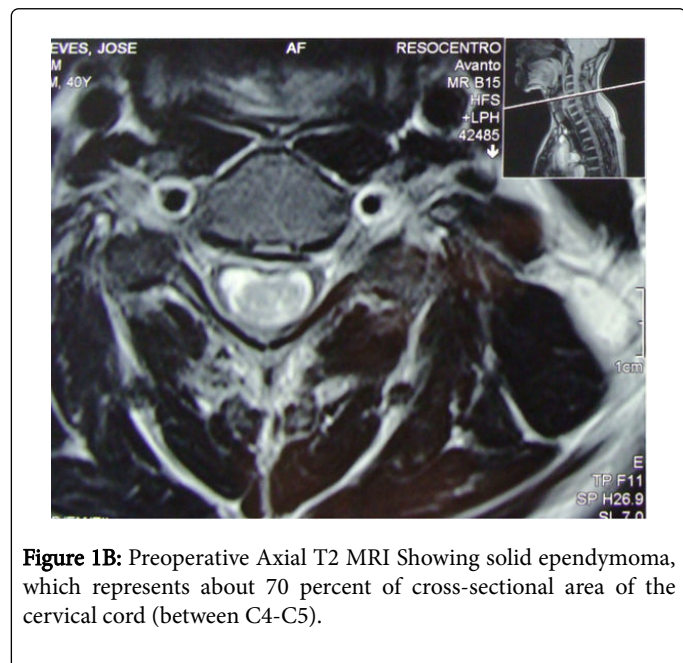 EVES, JOSE
M
M, 40Y
AF
RESOCENTRO
Avanto
MR B15
HFS
+LPH
42485
1cm
E
TP F11
SP H26.9
SL 7.0
Figure 1B: Preoperative Axial T2 MRI Showing solid ependymoma,
which represents about 70 percent of cross-sectional area of the
cervical cord (between C4-C5).